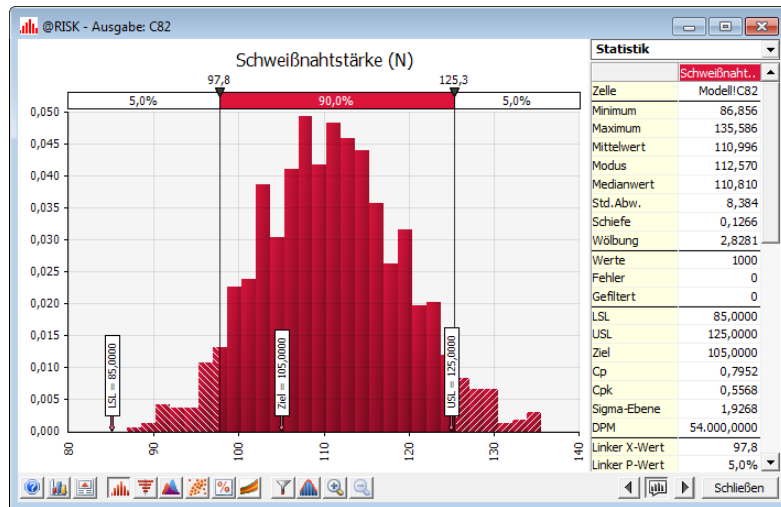 @RISK - Ausgabe: C82
Schweißnahtstärke (N)
97,8 125,3
5,0% 90,0% 5,0%
0,050
0,045
0,040
0,035
0,030
0,025
0,020
0,015
0,010
0,005
0,000
LSL = 85,0000
Ziel = 105,0000
USL = 125,0000
80 90 100 110 120 130 140
Statistik
Schweißnaht..
Zelle Modell!C82
Minimum 86,856
Maximum 135,586
Mittelwert 110,996
Modus 112,570
Medianwert 110,810
Std.Abw. 8,384
Schiefe 0,1266
Wölbung 2,8281
Werte 1000
Fehler 0
Gefiltert 0
LSL 85,0000
USL 125,0000
Ziel 105,0000
Cp 0,7952
Cpk 0,5568
Sigma-Ebene 1,9268
DPM 54.000,0000
Linker X-Wert 97,8
Linker P-Wert 5,0%
Schließen